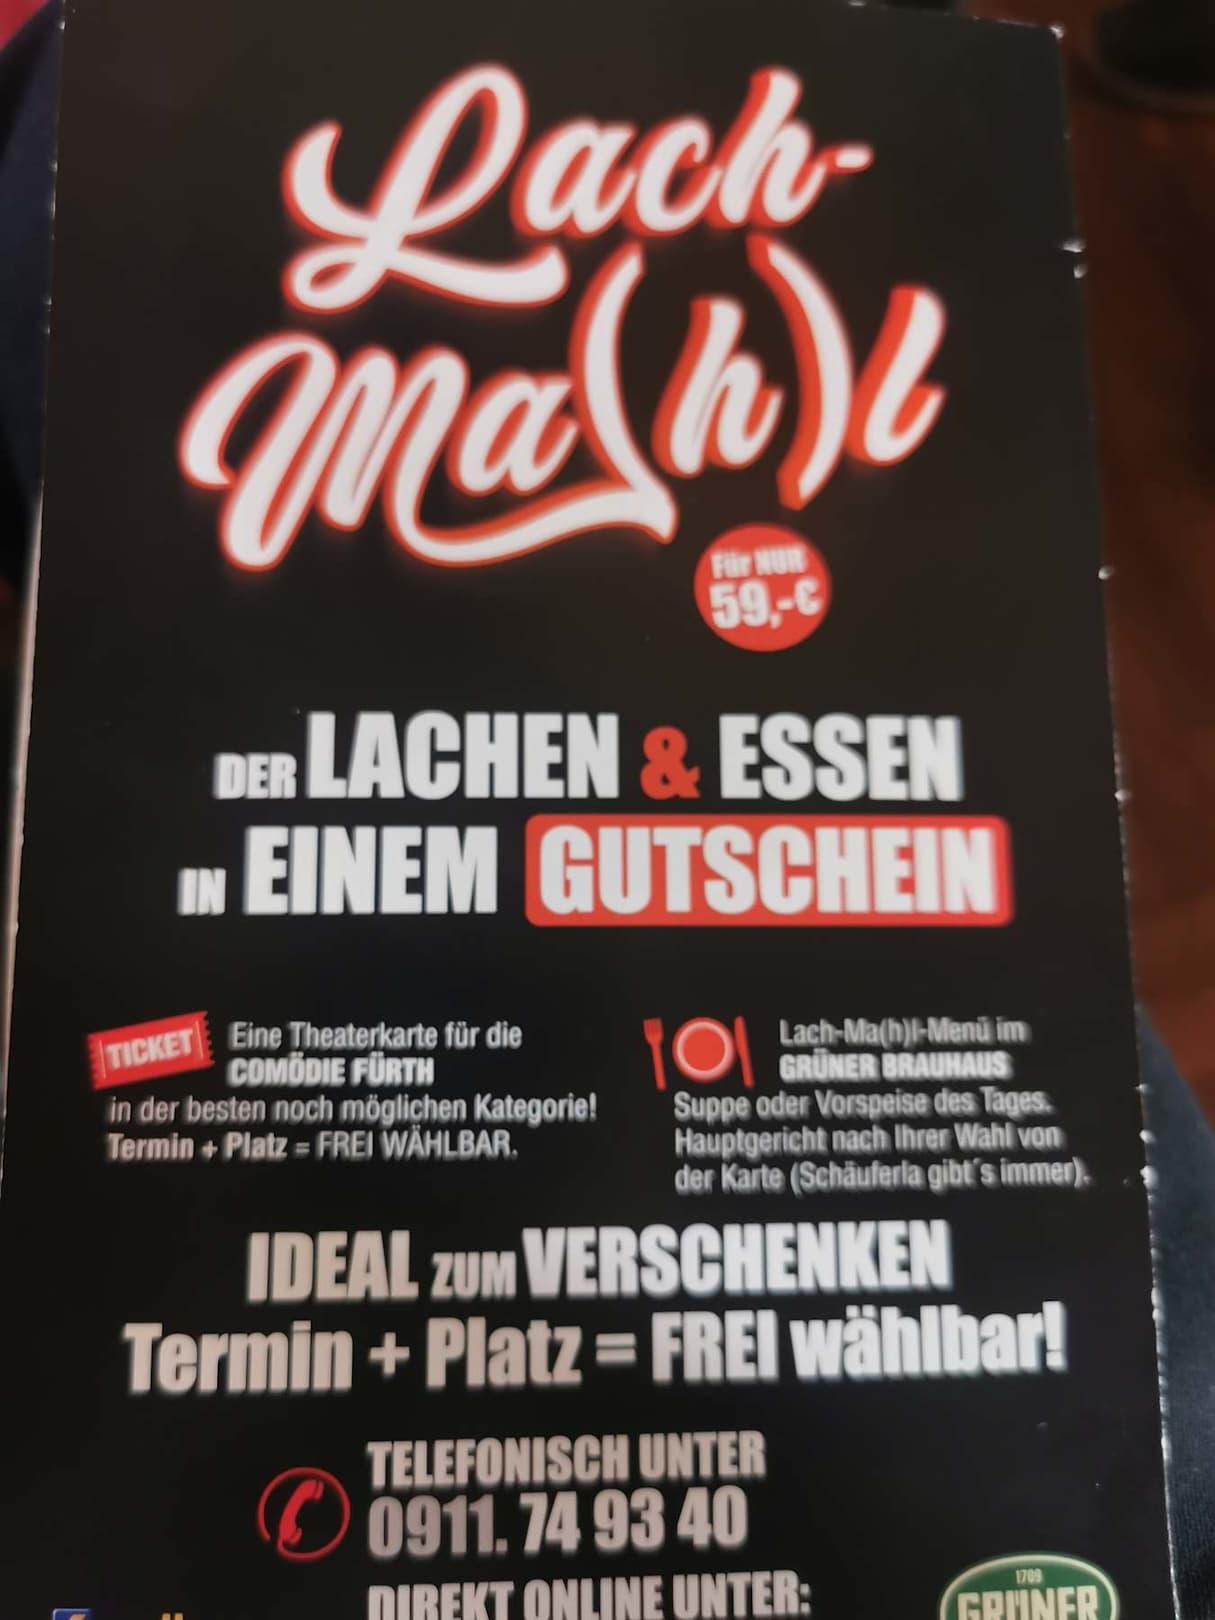 Lach-
Ma(h)l
Für NUR
59,-€
DER LACHEN & ESSEN
IN EINEM GUTSCHEIN
TICKET
Eine Theaterkarte für die
COMÖDIE FÜRTH
in der besten noch möglichen Kategorie!
Termin + Platz = FREI WÄHLBAR.
Lach-Ma(h)l-Menü im
GRÜNER BRAUHAUS
Suppe oder Vorspeise des Tages.
Hauptgericht nach Ihrer Wahl von
der Karte (Schäuferla gibt´s immer).
IDEAL ZUM VERSCHENKEN
Termin + Platz = FREI wählbar!
TELEFONISCH UNTER
0911. 74 93 40
DIREKT ONLINE UNTER:
1709
GRÜNER